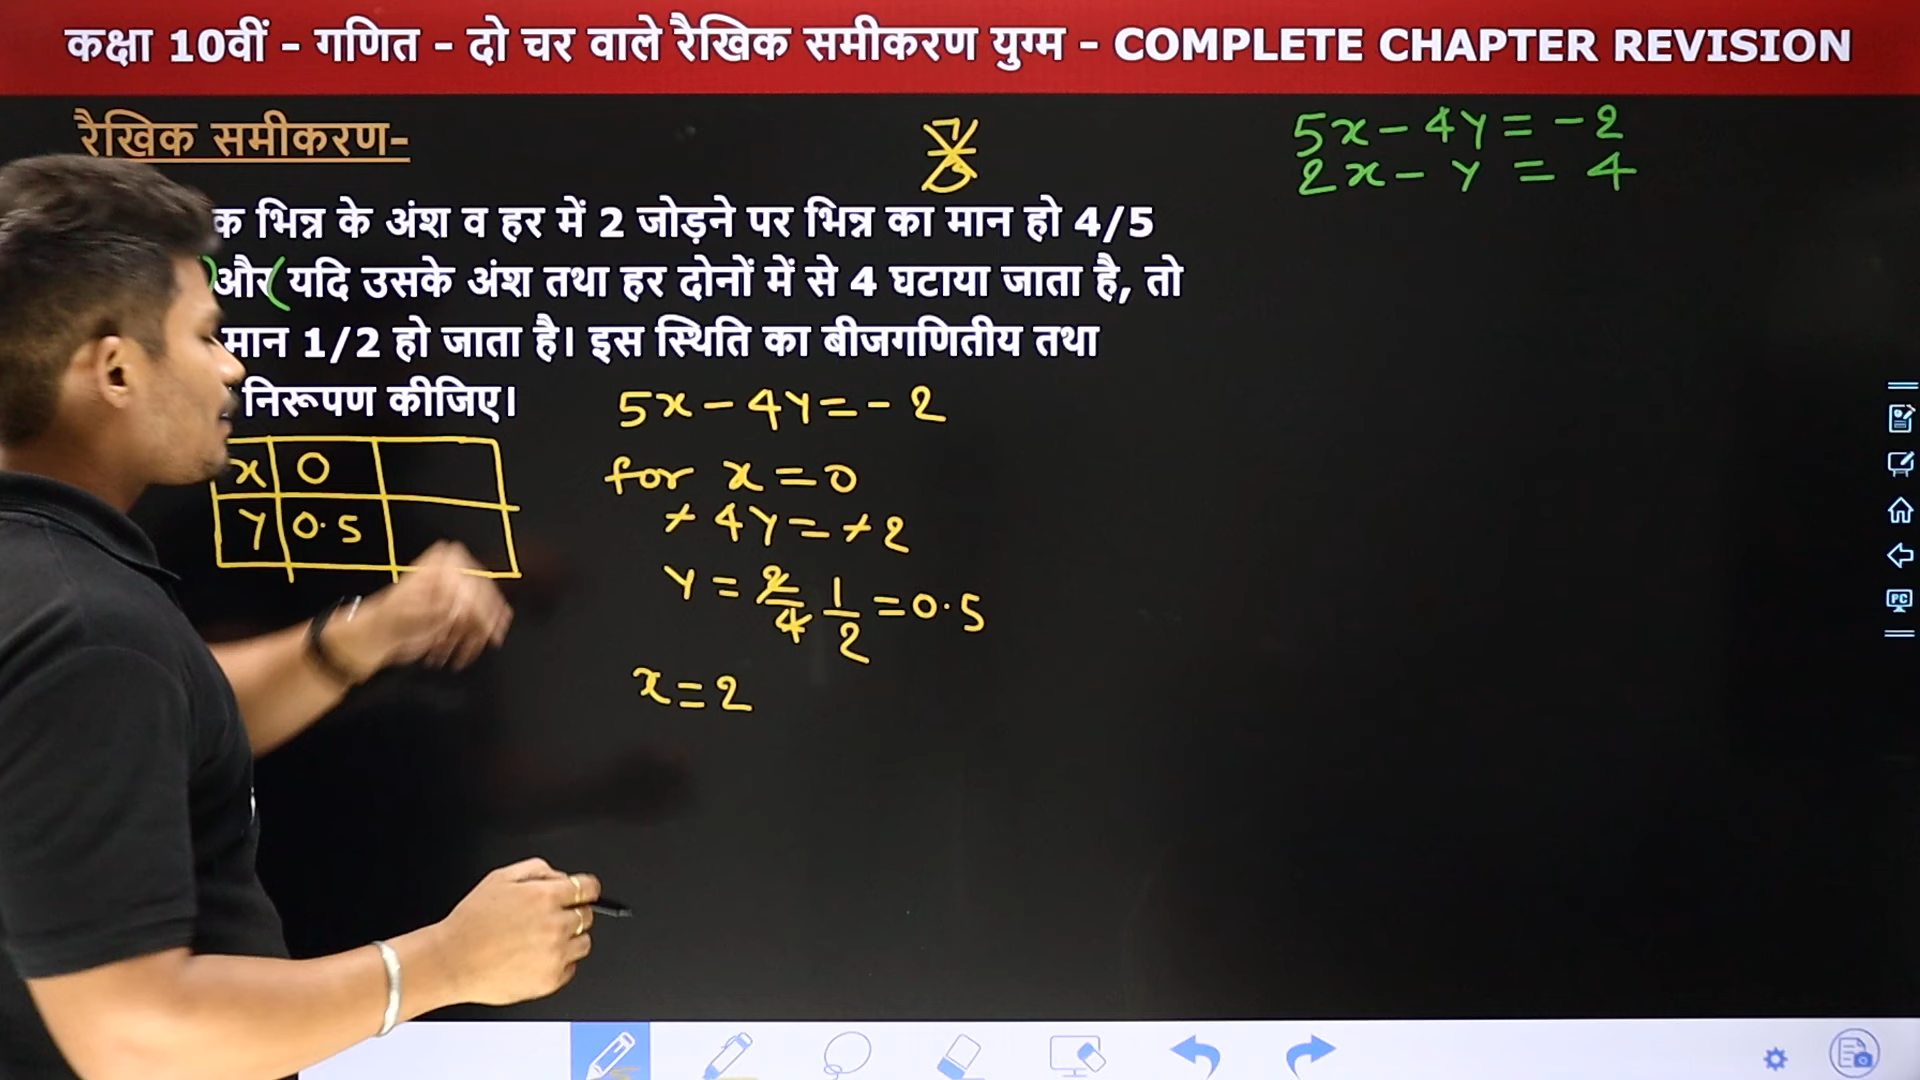 कक्षा 10वीं - गणित - दो चर वाले रैखिक समीकरण युग्म - COMPLETE CHAPTER REVISION
रैखिक समीकरण-
5x - 4y = -2
2x - y = 4
क भिन्न के अंश व हर में 2 जोड़ने पर भिन्न का मान हो 4/5
) और ( यदि उसके अंश तथा हर दोनों में से 4 घटाया जाता है, तो
मान 1/2 हो जाता है। इस स्थिति का बीजगणितीय तथा
निरूपण कीजिए।
5x - 4y = - 2
x 0
y 0.5
for x = 0
- 4y = - 2
y = 2/4 1/2 = 0.5
x = 2
PC